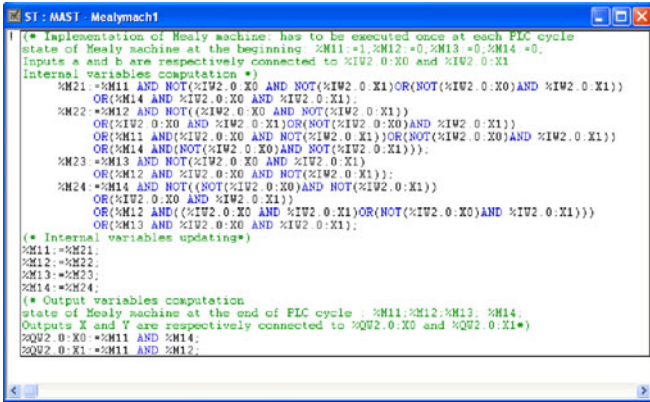 ST : MAST - Mealymach1
! (* Implementation of Mealy machine: has to be executed once at each PLC cycle
state of Mealy machine at the beginning: %M11:=1;%M12:=0;%M13:=0;%M14:=0;
Inputs a and b are respectively connected to %IW2.0:X0 and %IW2.0:X1
Internal variables computation *)
%M21:=%M11 AND NOT(%IW2.0:X0 AND NOT(%IW2.0:X1)OR(NOT(%IW2.0:X0)AND %IW2.0:X1))
OR(%M14 AND %IW2.0:X0 AND %IW2.0:X1);
%M22:=%M12 AND NOT((%IW2.0:X0 AND NOT(%IW2.0:X1))
OR(%IW2.0:X0 AND %IW2.0:X1)OR(NOT(%IW2.0:X0)AND %IW2.0:X1))
OR(%M11 AND(%IW2.0:X0 AND NOT(%IW2.0:X1))OR(NOT(%IW2.0:X0)AND %IW2.0:X1))
OR(%M14 AND(NOT(%IW2.0:X0)AND NOT(%IW2.0:X1)));
%M23:=%M13 AND NOT(%IW2.0:X0 AND %IW2.0:X1)
OR(%M12 AND %IW2.0:X0 AND NOT(%IW2.0:X1));
%M24:=%M14 AND NOT((NOT(%IW2.0:X0)AND NOT(%IW2.0:X1))
OR(%IW2.0:X0 AND %IW2.0:X1))
OR(%M12 AND((%IW2.0:X0 AND %IW2.0:X1)OR(NOT(%IW2.0:X0)AND %IW2.0:X1)))
OR(%M13 AND %IW2.0:X0 AND %IW2.0:X1);
(* Internal variables updating*)
%M11:=%M21;
%M12:=%M22;
%M13:=%M23;
%M14:=%M24;
(* Output variables computation
state of Mealy machine at the end of PLC cycle : %M11;%M12;%M13; %M14;
Outputs X and Y are respectively connected to %QW2.0:X0 and %QW2.0:X1*)
%QW2.0:X0:=%M11 AND %M14;
%QW2.0:X1:=%M11 AND %M12;